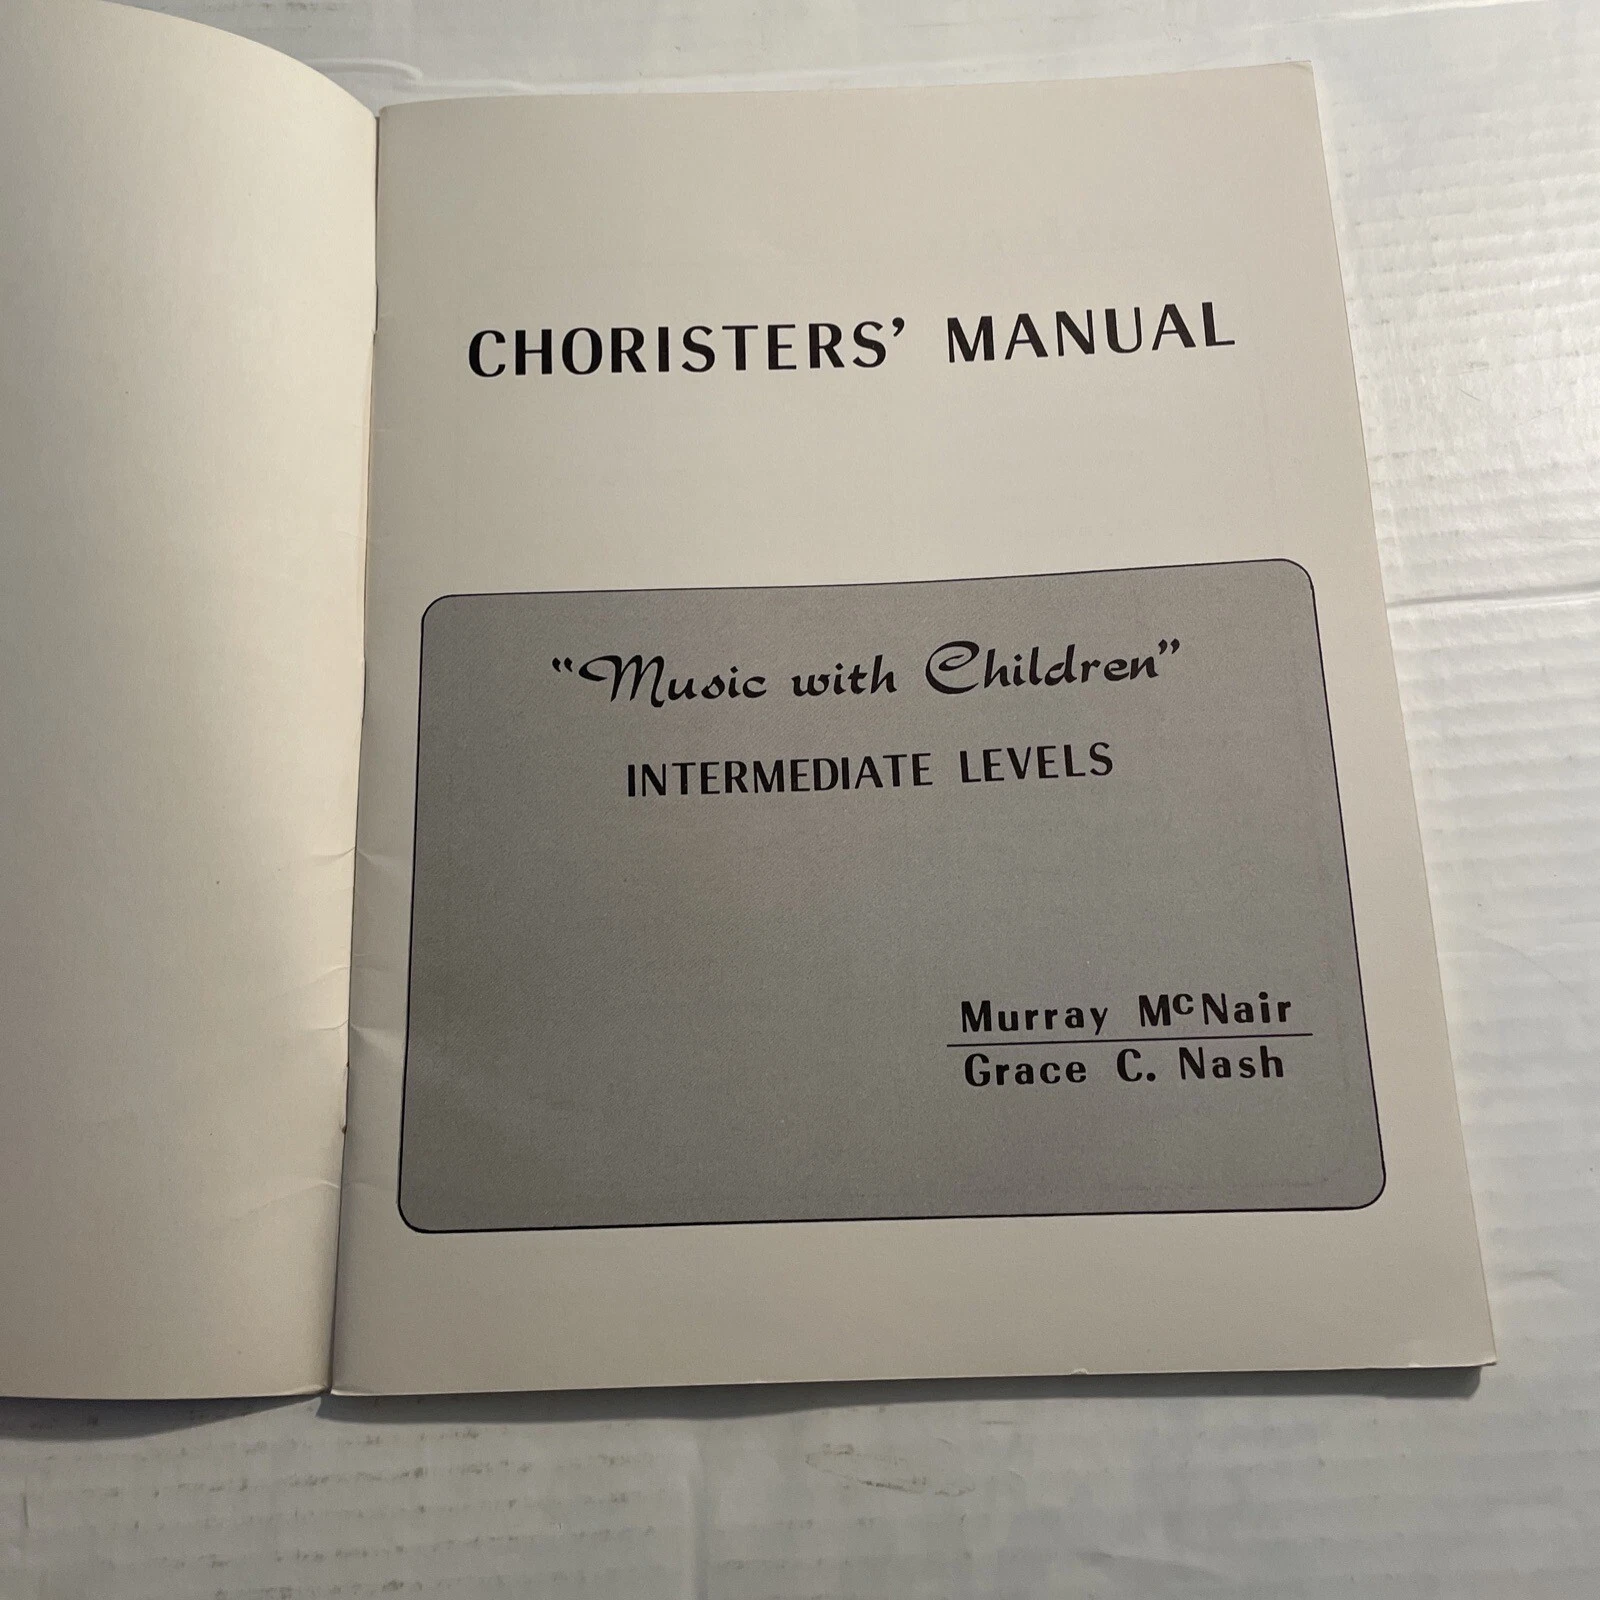 CHORISTERS’ MANUAL
“Music with Children”
INTERMEDIATE LEVELS
Murray McNair
Grace C. Nash